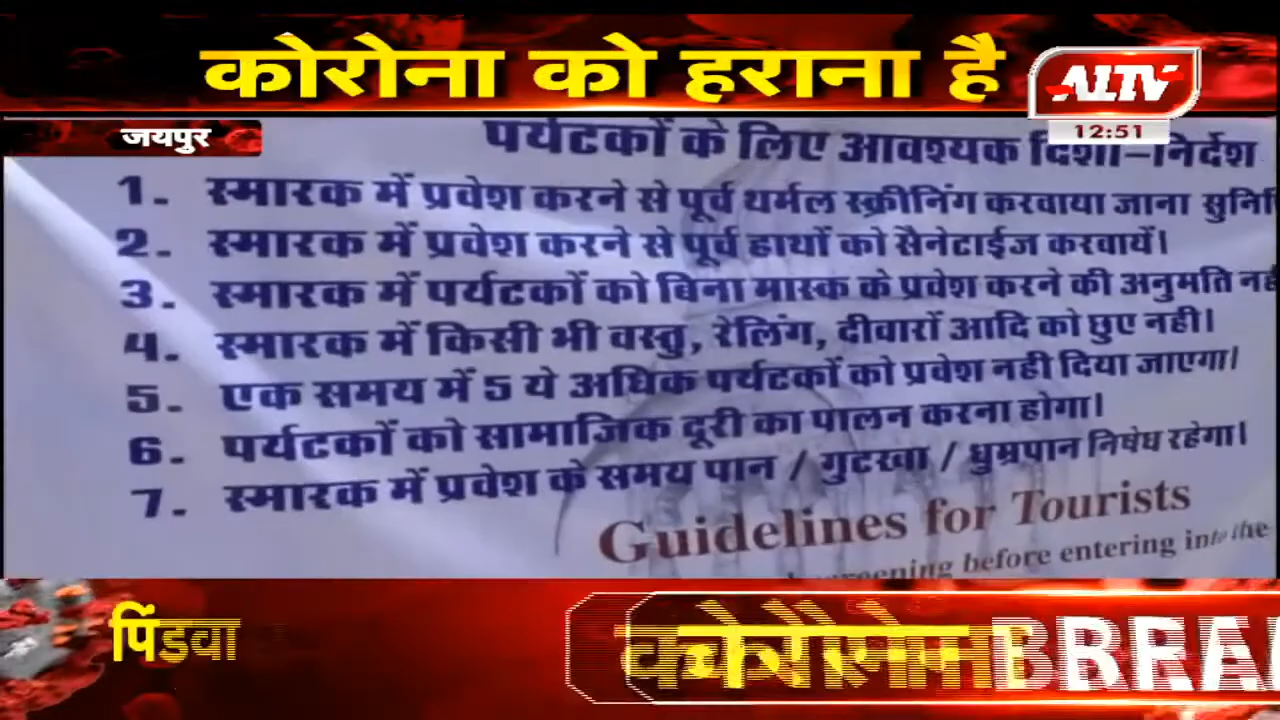 कोरोना को हराना है
ALTV
12:51
जयपुर
पर्यटकों के लिए आवश्यक दिशा–निर्देश
1. स्मारक में प्रवेश करने से पूर्व थर्मल स्क्रीनिंग करवाया जाना
2. स्मारक में प्रवेश करने से पूर्व हाथों को सैनेटाईज करवायें।
3. स्मारक में पर्यटकों को बिना मास्क के प्रवेश करने की अनुमति
4. स्मारक में किसी भी वस्तु, रेलिंग, दीवारों आदि को छुए नही।
5. एक समय में 5 ये अधिक पर्यटकों को प्रवेश नही दिया जाएगा।
6. पर्यटकों को सामाजिक दूरी का पालन करना होगा।
7. स्मारक में प्रवेश के समय पान / गुटखा / धुम्रपान निषेध रहेगा।
Guidelines for Tourists
before entering into the
पिंडवा